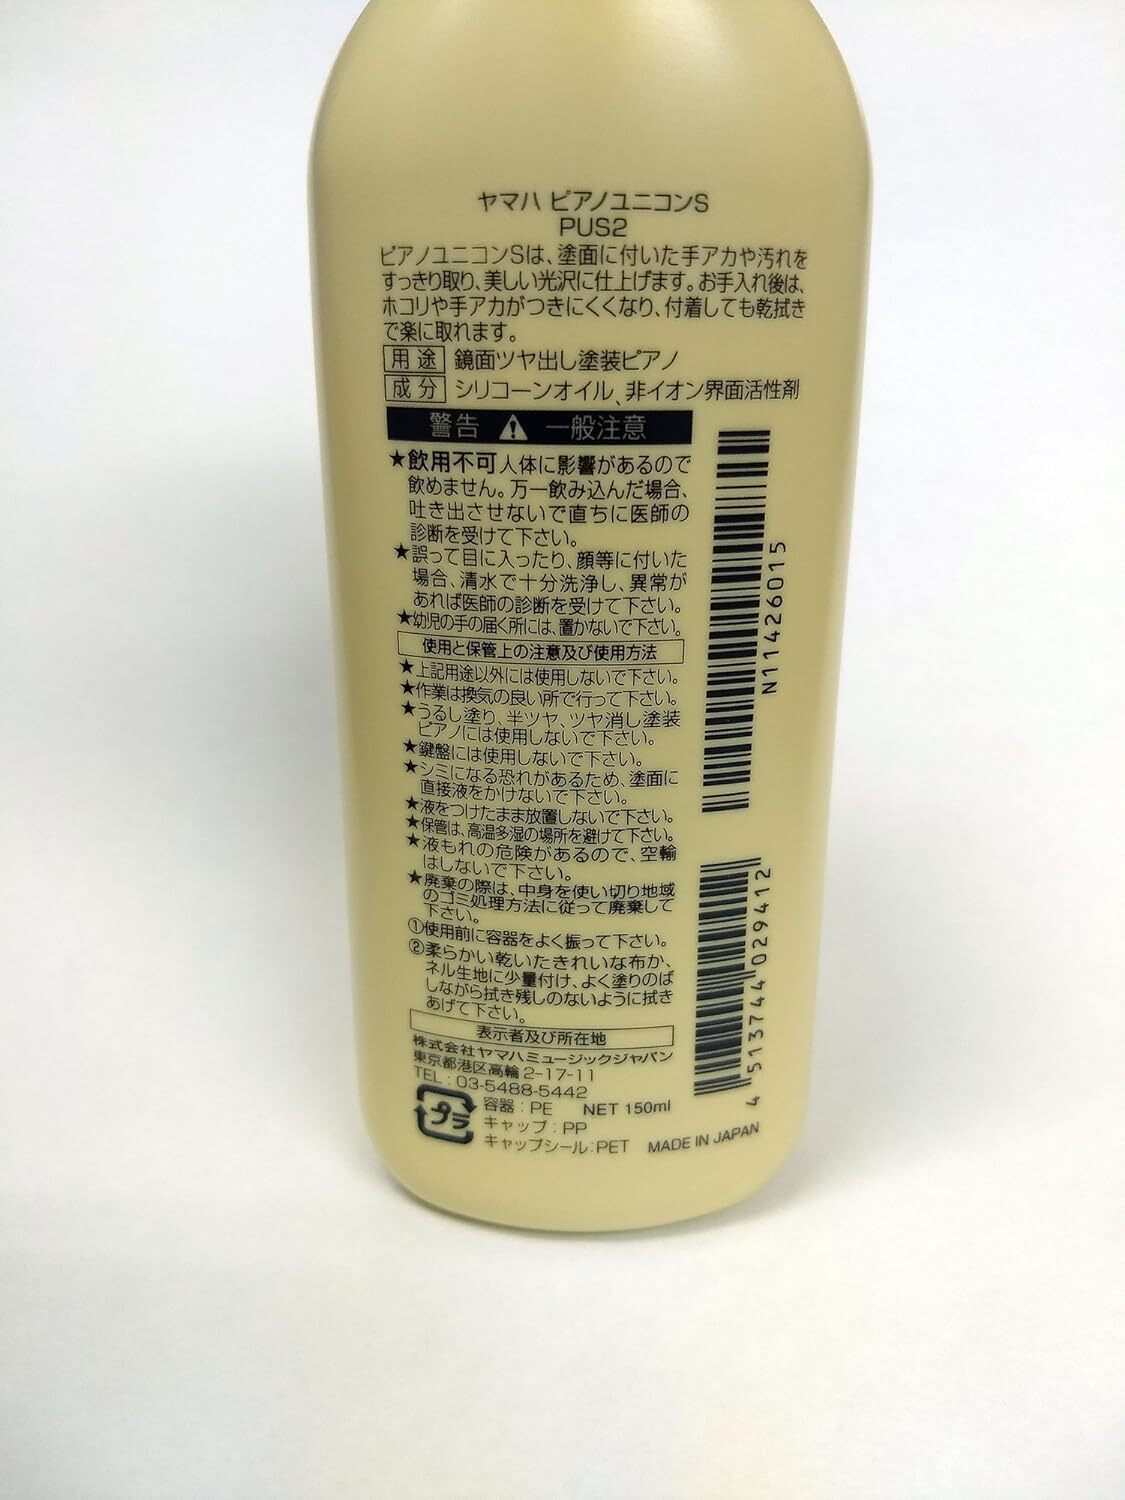 ヤマハ ピアノユニコンS
PUS2
ピアノユニコンSは、塗面に付いた手アカや汚れを
すっきり取り、美しい光沢に仕上げます。お手入れ後は、
ホコリや手アカがつきにくくなり、付着しても乾拭き
で楽に取れます。
用途 鏡面ツヤ出し塗装ピアノ
成分 シリコーンオイル、非イオン界面活性剤
警告 一般注意
★飲用不可 人体に影響があるので
飲めません。万一飲み込んだ場合、
吐き出させないで直ちに医師の
診断を受けて下さい。
★誤って目に入ったり、顔等に付いた
場合、清水で十分洗浄し、異常が
あれば医師の診断を受けて下さい。
★幼児の手の届く所には、置かないで下さい。
使用と保管上の注意及び使用方法
★上記用途以外には使用しないで下さい。
★作業は換気の良い所で行って下さい。
★うるし塗り、半ツヤ、ツヤ消し塗装
ピアノには使用しないで下さい。
★鍵盤には使用しないで下さい。
★シミになる恐れがあるため、塗面に
直接液をかけないで下さい。
★液をつけたまま放置しないで下さい。
★保管は、高温多湿の場所を避けて下さい。
★液もれの危険があるので、空輸
はしないで下さい。
★廃棄の際は、中身を使い切り地域
のゴミ処理方法に従って廃棄して
下さい。
①使用前に容器をよく振って下さい。
②柔らかい乾いたきれいな布か、
ネル生地に少量付け、よく塗りのば
しながら拭き残しのないように拭き
あげて下さい。
表示者及び所在地
株式会社ヤマハミュージックジャパン
東京都港区高輪2-17-11
TEL：03-5488-5442
プラ
容器：PE NET 150ml
キャップ：PP
キャップシール：PET MADE IN JAPAN
N11426015
4 513744 029412